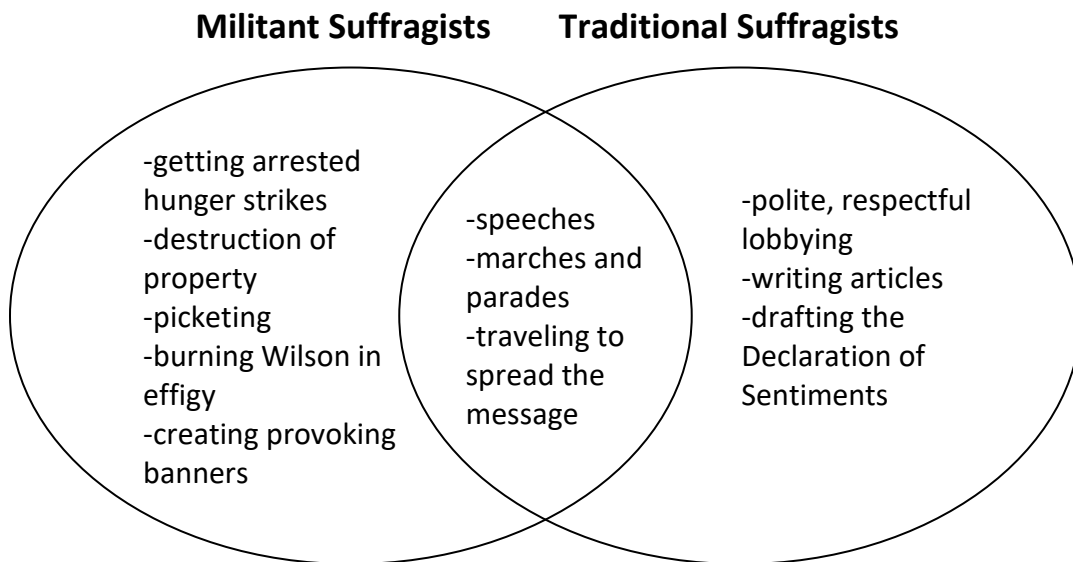 Militant Suffragists
Traditional Suffragists
-getting arrested
hunger strikes
-destruction of
property
-picketing
-burning Wilson in
effigy
-creating provoking
banners
-speeches
-marches and
parades
-traveling to
spread the
message
-polite, respectful
lobbying
-writing articles
-drafting the
Declaration of
Sentiments